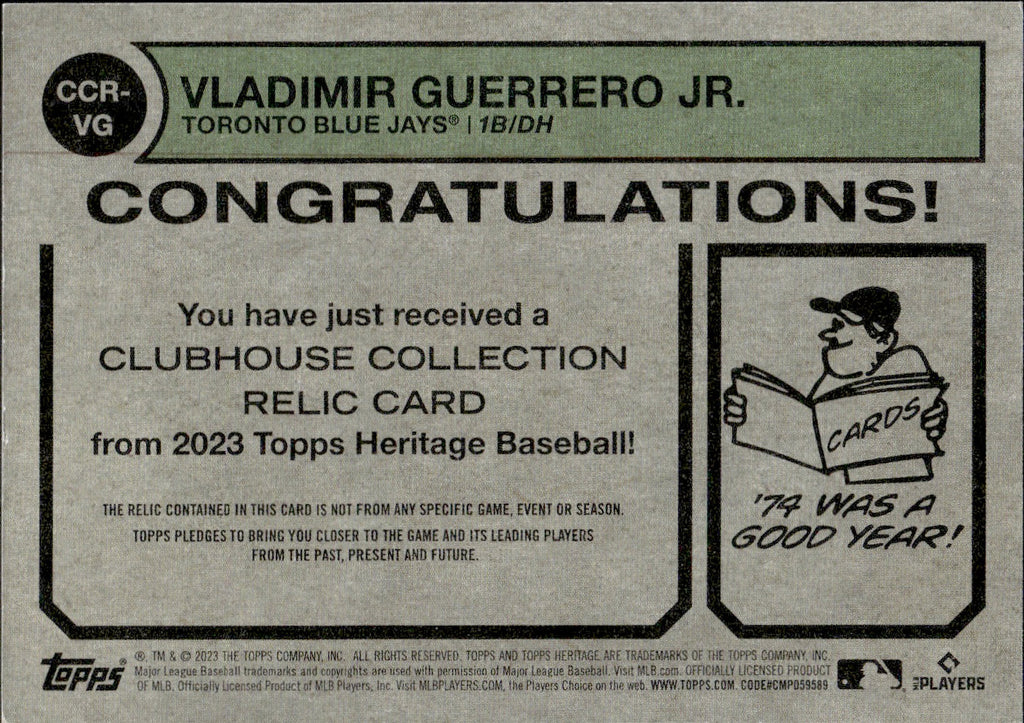 CCR-
VG
VLADIMIR GUERRERO JR.
TORONTO BLUE JAYS® | 1B/DH
CONGRATULATIONS!
You have just received a
CLUBHOUSE COLLECTION
RELIC CARD
from 2023 Topps Heritage Baseball!
THE RELIC CONTAINED IN THIS CARD IS NOT FROM ANY SPECIFIC GAME, EVENT OR SEASON.
TOPPS PLEDGES TO BRING YOU CLOSER TO THE GAME AND ITS LEADING PLAYERS
FROM THE PAST, PRESENT AND FUTURE.
CARDS
'74 WAS A
GOOD YEAR!
topps®
®, TM & © 2023 THE TOPPS COMPANY, INC. ALL RIGHTS RESERVED. TOPPS AND TOPPS HERITAGE ARE TRADEMARKS OF THE TOPPS COMPANY, INC.
Major League Baseball trademarks and copyrights are used with permission of Major League Baseball. Visit MLB.com. OFFICIALLY LICENSED PRODUCT
OF MLB. Officially Licensed Product of MLB Players, Inc. Visit MLBPLAYERS.COM, the Players Choice on the web. WWW.TOPPS.COM. CODE#CMP059589
MLB PLAYERS